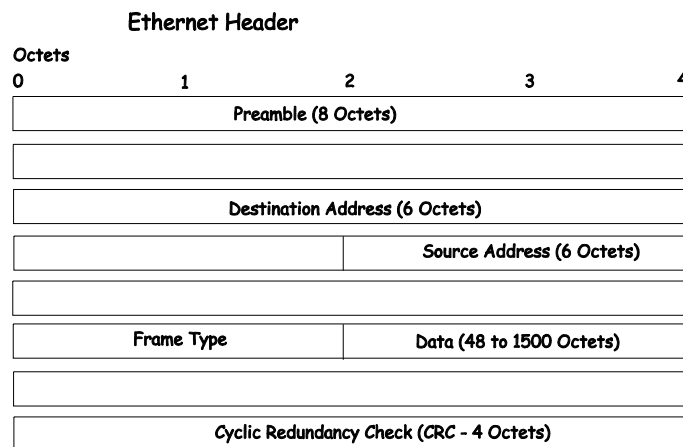 Ethernet Header
Octets
0 1 2 3 4
Preamble (8 Octets)
Destination Address (6 Octets)
Source Address (6 Octets)
Frame Type Data (48 to 1500 Octets)
Cyclic Redundancy Check (CRC - 4 Octets)